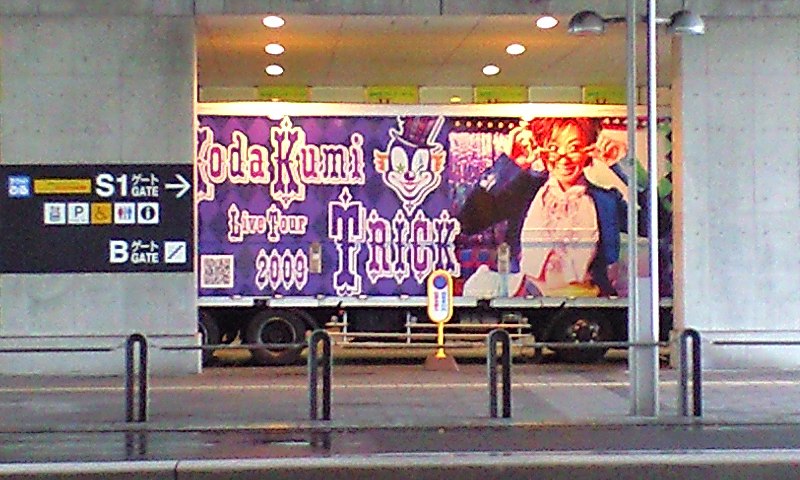 Koda Kumi
Live Tour
Trick
2009
S1 ゲート
GATE
P
B ゲート
GATE